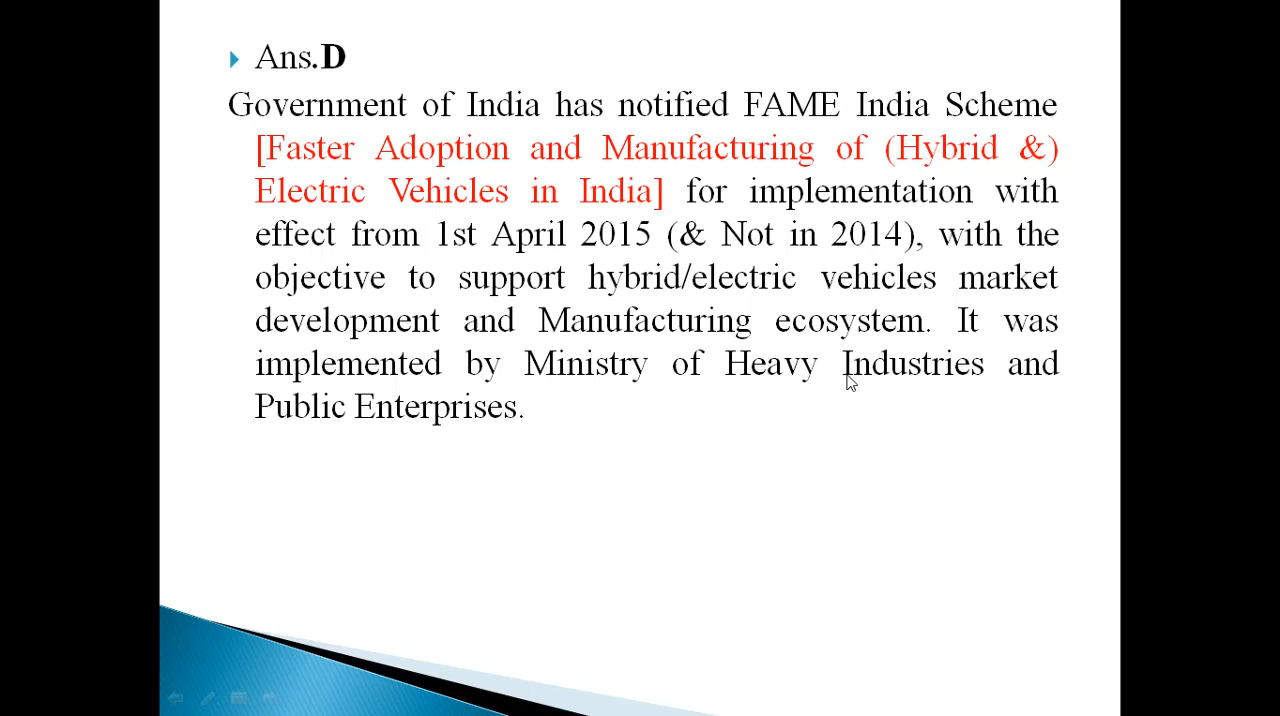 Ans.D
Government of India has notified FAME India Scheme
[Faster Adoption and Manufacturing of (Hybrid &)
Electric Vehicles in India] for implementation with
effect from 1st April 2015 (& Not in 2014), with the
objective to support hybrid/electric vehicles market
development and Manufacturing ecosystem. It was
implemented by Ministry of Heavy Industries and
Public Enterprises.